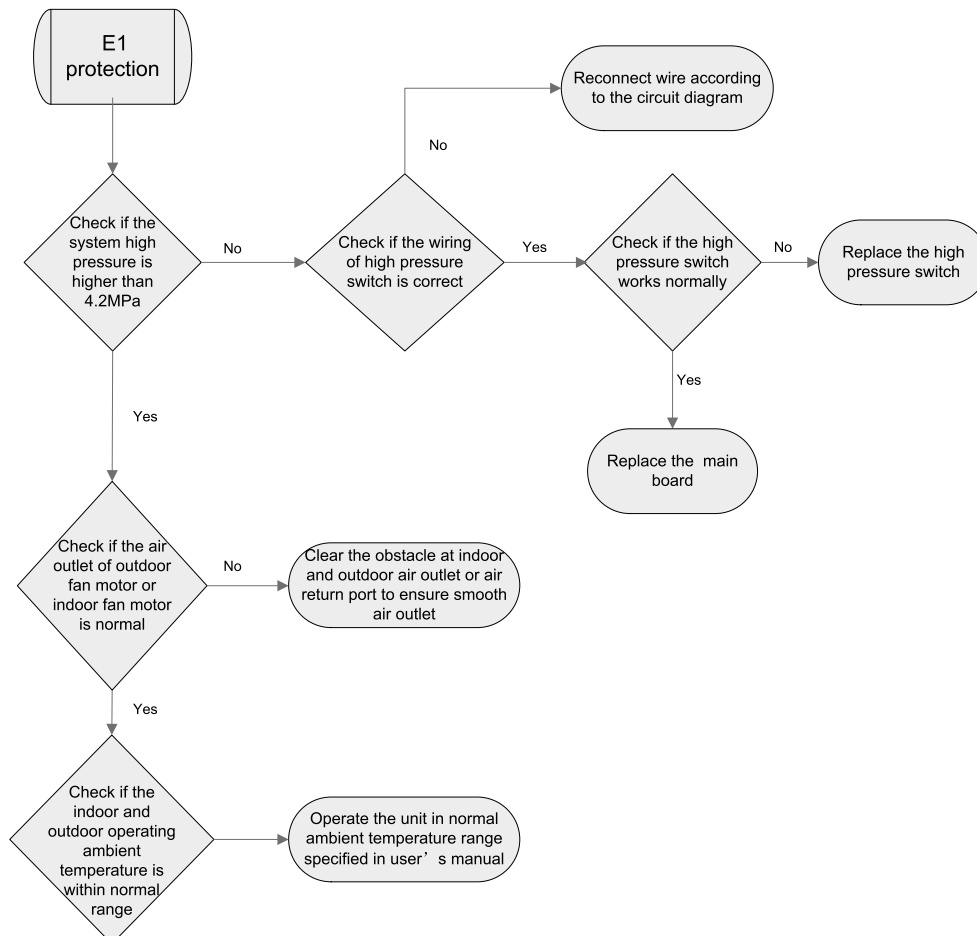 E1
protection
Reconnect wire according
to the circuit diagram
No
Check if the
system high
pressure is
higher than
4.2MPa
No
Check if the wiring
of high pressure
switch is correct
Yes
Check if the high
pressure switch
works normally
No
Replace the high
pressure switch
Yes
Yes
Replace the main
board
Check if the air
outlet of outdoor
fan motor or
indoor fan motor
is normal
No
Clear the obstacle at indoor
and outdoor air outlet or air
return port to ensure smooth
air outlet
Yes
Check if the
indoor and
outdoor operating
ambient
temperature is
within normal
range
Operate the unit in normal
ambient temperature range
specified in user’s manual